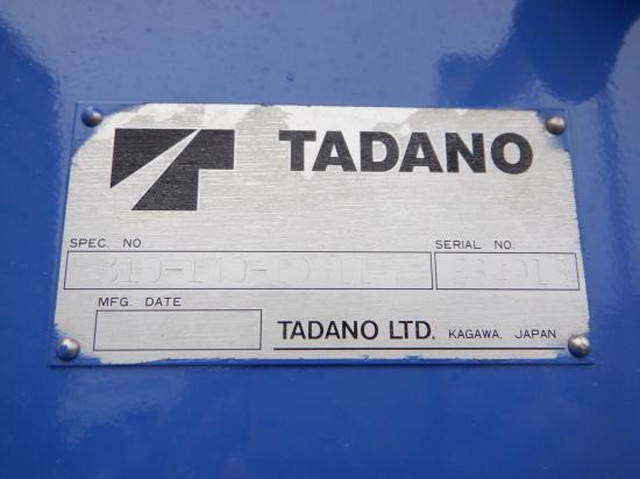 TADANO
SPEC. NO. SERIAL NO.
MFG. DATE
TADANO LTD. KAGAWA, JAPAN